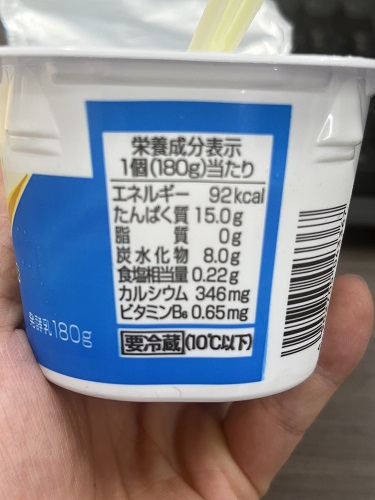 栄養成分表示
1個(180g)当たり
エネルギー 92kcal
たんぱく質 15.0g
脂質 0g
炭水化物 8.0g
食塩相当量 0.22g
カルシウム 346mg
ビタミンB₆ 0.65mg
要冷蔵 (10℃以下)
発酵乳180g